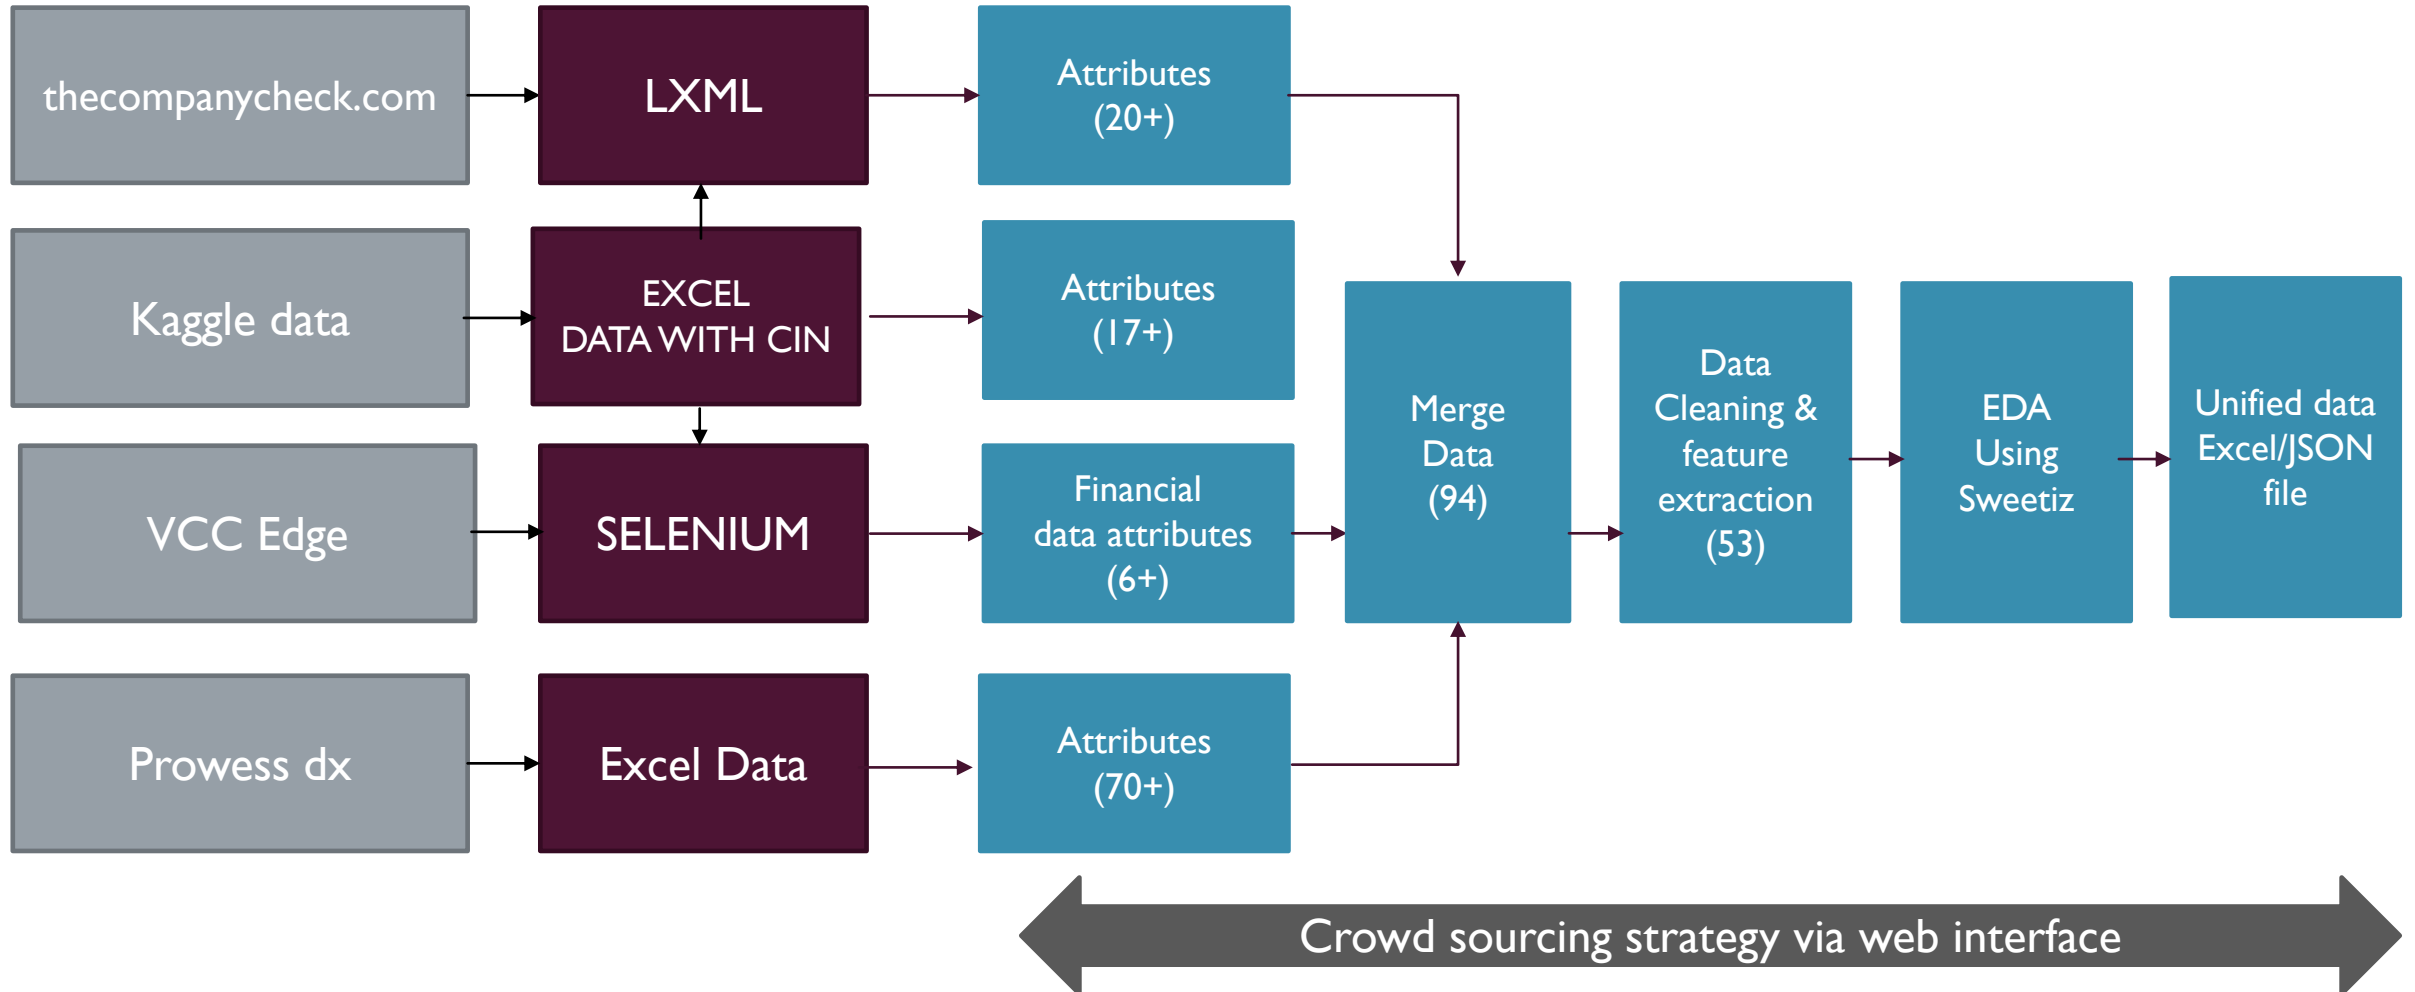 thecompanycheck.com
LXML
Attributes
(20+)
Kaggle data
EXCEL
DATA WITH CIN
Attributes
(17+)
VCC Edge
SELENIUM
Financial
data attributes
(6+)
Prowess dx
Excel Data
Attributes
(70+)
Merge
Data
(94)
Data
Cleaning &
feature
extraction
(53)
EDA
Using
Sweetiz
Unified data
Excel/JSON
file
Crowd sourcing strategy via web interface